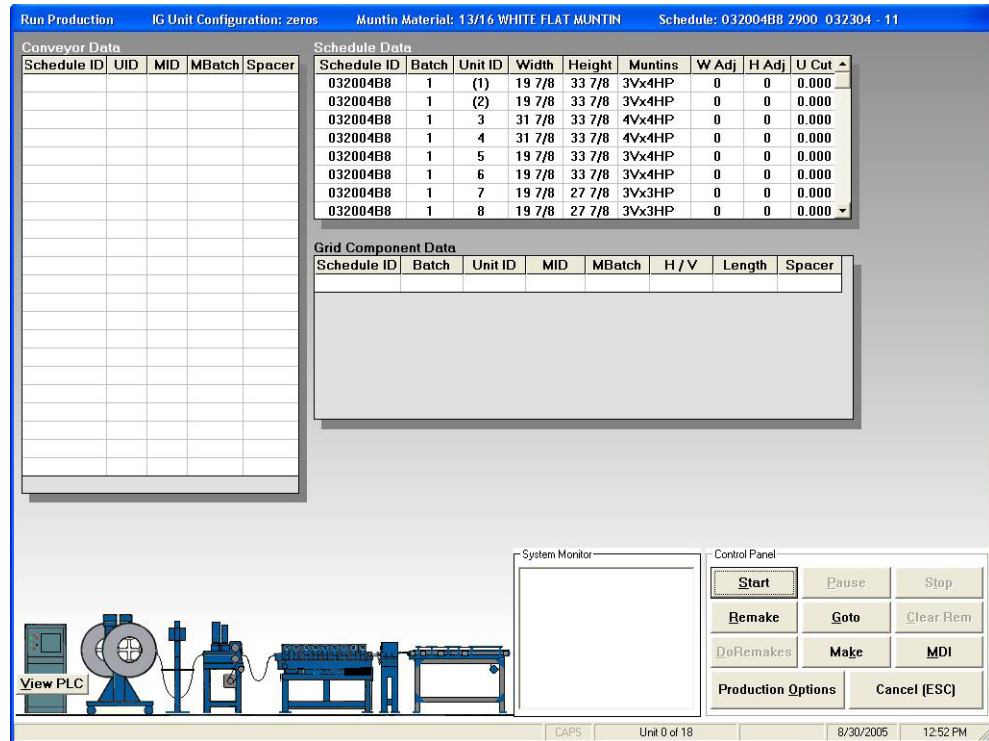 Run Production IG Unit Configuration: zeros Muntin Material: 13/16 WHITE FLAT MUNTIN Schedule: 032004B8 2900 032304 - 11
Conveyor Data
Schedule ID UID MID MBatch Spacer
Schedule Data
Schedule ID Batch Unit ID Width Height Muntins W Adj H Adj U Cut
032004B8 1 (1) 19 7/8 33 7/8 3Vx4HP 0 0 0.000
032004B8 1 (2) 19 7/8 33 7/8 3Vx4HP 0 0 0.000
032004B8 1 3 31 7/8 33 7/8 4Vx4HP 0 0 0.000
032004B8 1 4 31 7/8 33 7/8 4Vx4HP 0 0 0.000
032004B8 1 5 19 7/8 33 7/8 3Vx4HP 0 0 0.000
032004B8 1 6 19 7/8 33 7/8 3Vx4HP 0 0 0.000
032004B8 1 7 19 7/8 27 7/8 3Vx3HP 0 0 0.000
032004B8 1 8 19 7/8 27 7/8 3Vx3HP 0 0 0.000
Grid Component Data
Schedule ID Batch Unit ID MID MBatch H / V Length Spacer
System Monitor
Control Panel
Start Pause Stop
Remake Goto Clear Rem
DoRemakes Make MDI
Production Options Cancel (ESC)
View PLC
CAPS Unit 0 of 18 8/30/2005 12:52 PM